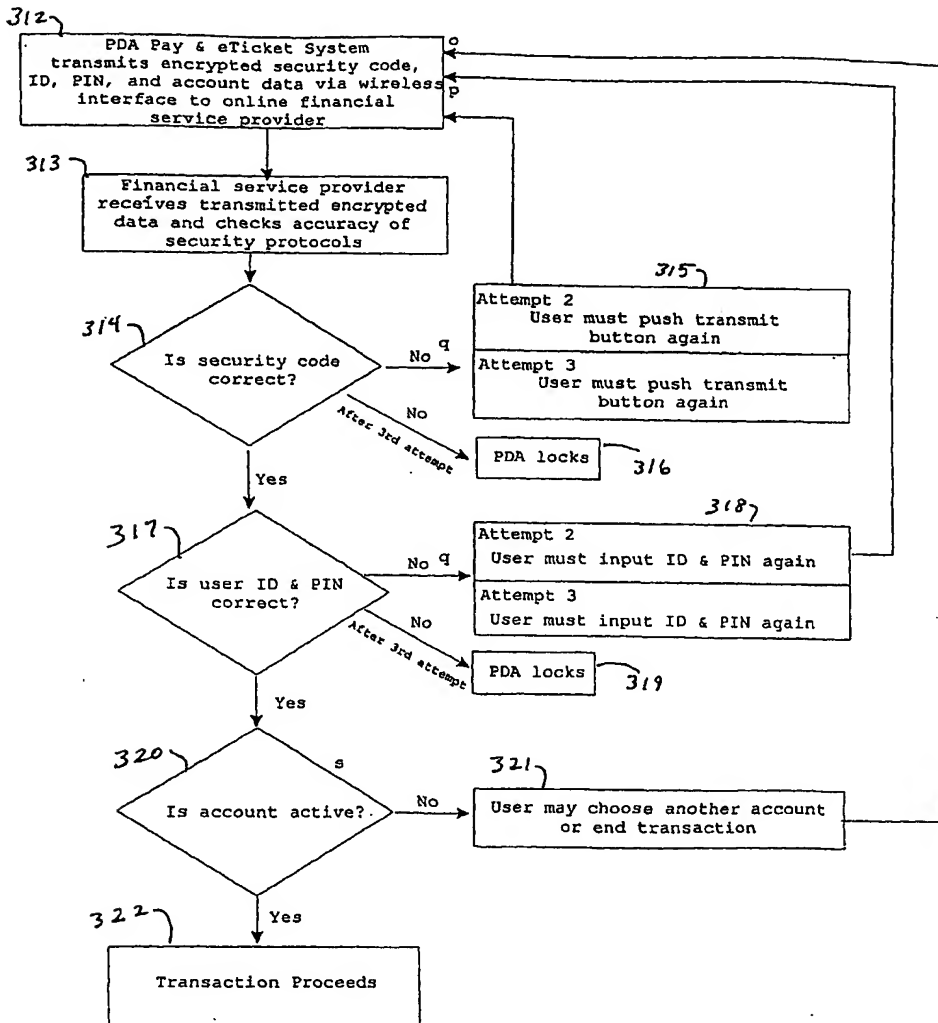 312
PDA Pay & eTicket System
transmits encrypted security code,
ID, PIN, and account data via wireless
interface to online financial
service provider
o
p
313
Financial service provider
receives transmitted encrypted
data and checks accuracy of
security protocols
314
Is security code
correct?
No q
315
Attempt 2
User must push transmit
button again
Attempt 3
User must push transmit
button again
No
After 3rd attempt
PDA locks
316
Yes
317
Is user ID & PIN
correct?
No q
318
Attempt 2
User must input ID & PIN again
Attempt 3
User must input ID & PIN again
No
After 3rd attempt
PDA locks
319
Yes
320
s
Is account active?
No
321
User may choose another account
or end transaction
Yes
322
Transaction Proceeds